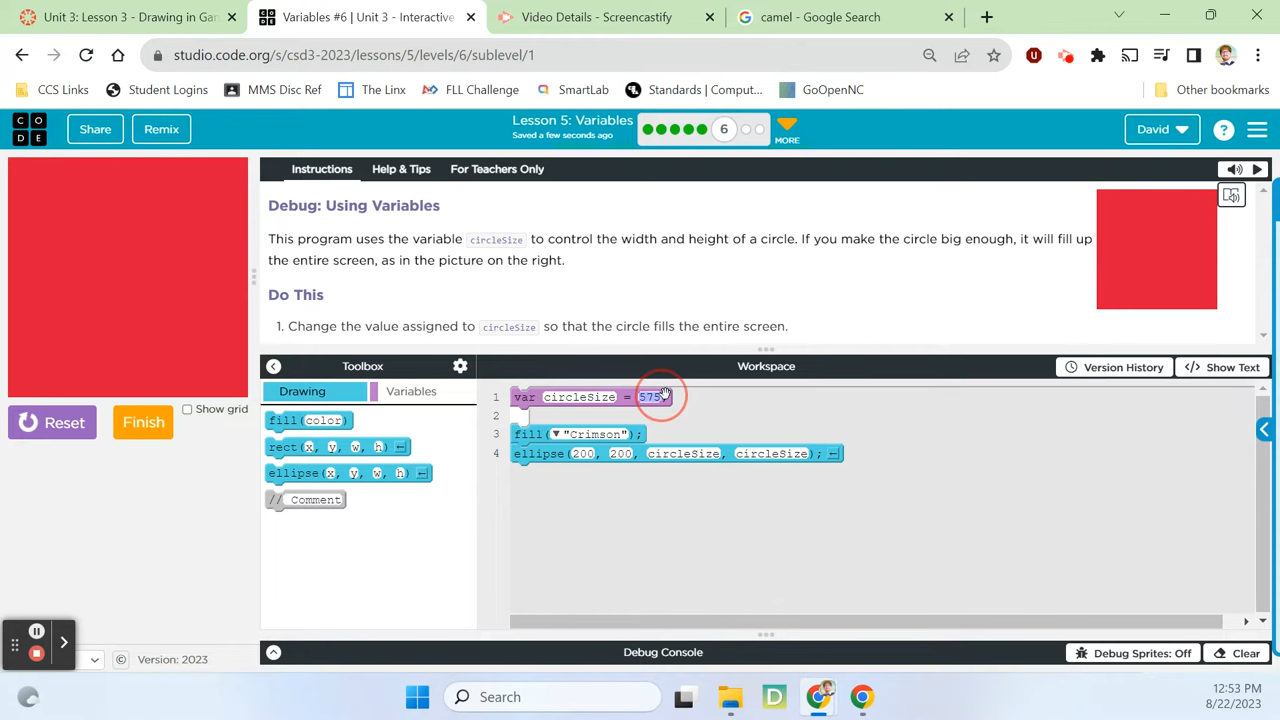 Unit 3: Lesson 3 - Drawing in Gam
Variables #6 | Unit 3 - Interactive
Video Details - Screencastify
camel - Google Search
studio.code.org/s/csd3-2023/lessons/5/levels/6/sublevel/1
CCS Links
Student Logins
MMS Disc Ref
The Linx
FLL Challenge
SmartLab
Standards | Comput...
GoOpenNC
Other bookmarks
C O
D E
Share
Remix
Lesson 5: Variables
Saved a few seconds ago
6
MORE
David
?
Instructions
Help & Tips
For Teachers Only
Debug: Using Variables
This program uses the variable circleSize to control the width and height of a circle. If you make the circle big enough, it will fill up
the entire screen, as in the picture on the right.
Do This
1. Change the value assigned to circleSize so that the circle fills the entire screen.
Toolbox
Workspace
Version History
</> Show Text
Drawing
Variables
fill(color)
rect(x, y, w, h)
ellipse(x, y, w, h)
// Comment
1 var circleSize = 575;
2
3 fill("Crimson");
4 ellipse(200, 200, circleSize, circleSize);
Reset
Finish
Show grid
© Version: 2023
Debug Console
Debug Sprites: Off
Clear
Search
12:53 PM
8/22/2023